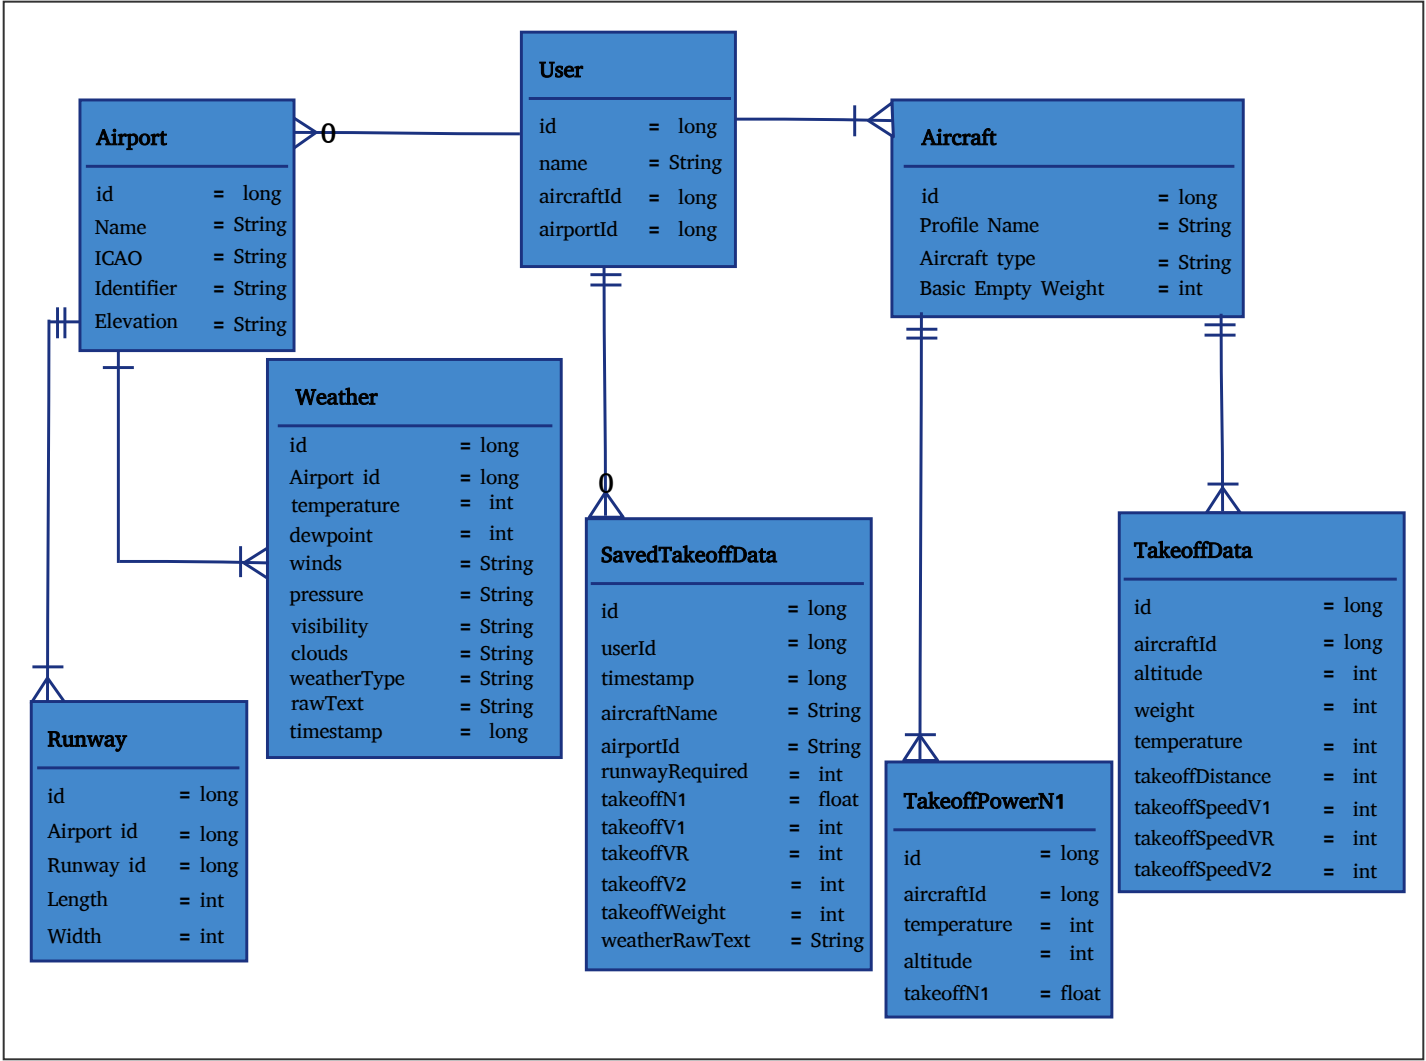 User
id = long
name = String
aircraftId = long
airportId = long
Airport
id = long
Name = String
ICAO = String
Identifier = String
Elevation = String
0
Aircraft
id = long
Profile Name = String
Aircraft type = String
Basic Empty Weight = int
Weather
id = long
Airport id = long
temperature = int
dewpoint = int
winds = String
pressure = String
visibility = String
clouds = String
weatherType = String
rawText = String
timestamp = long
0
SavedTakeoffData
id = long
userId = long
timestamp = long
aircraftName = String
airportId = String
runwayRequired = int
takeoffN1 = float
takeoffV1 = int
takeoffVR = int
takeoffV2 = int
takeoffWeight = int
weatherRawText = String
TakeoffData
id = long
aircraftId = long
altitude = int
weight = int
temperature = int
takeoffDistance = int
takeoffSpeedV1 = int
takeoffSpeedVR = int
takeoffSpeedV2 = int
Runway
id = long
Airport id = long
Runway id = long
Length = int
Width = int
TakeoffPowerN1
id = long
aircraftId = long
temperature = int
altitude = int
takeoffN1 = float